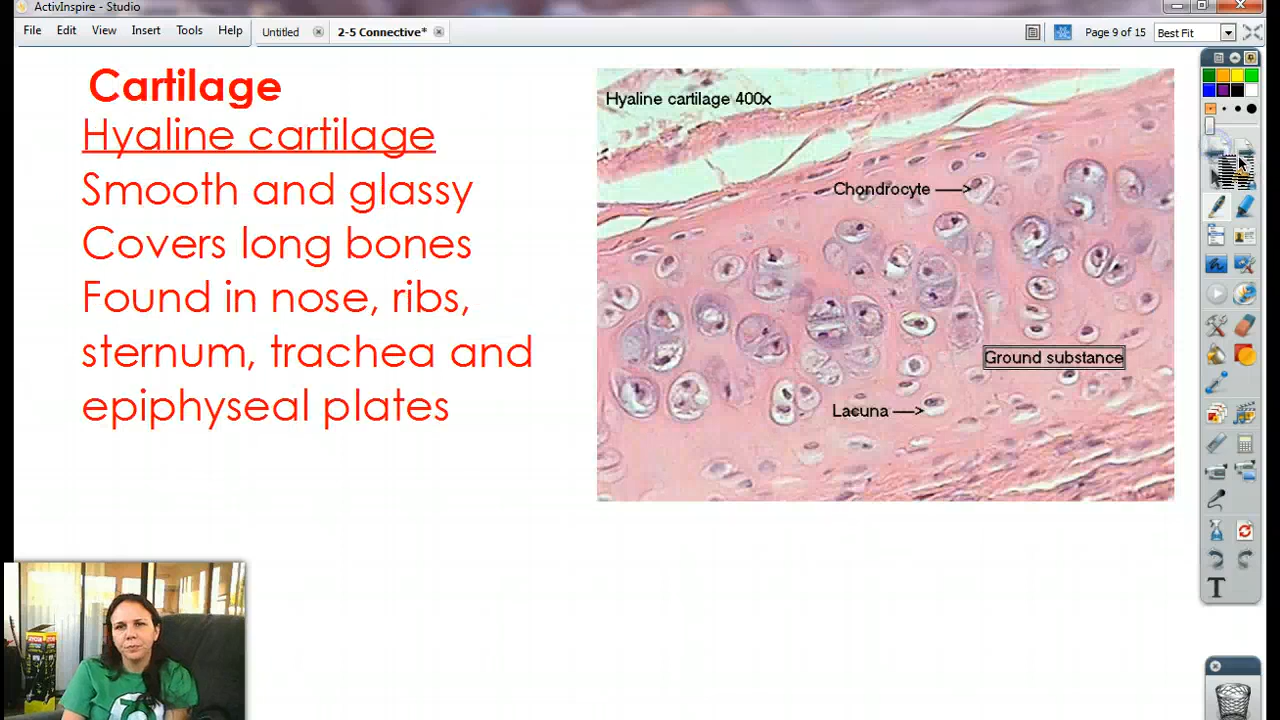 ActivInspire - Studio
File Edit View Insert Tools Help Untitled 2-5 Connective* Page 9 of 15 Best Fit
Cartilage
Hyaline cartilage
Smooth and glassy
Covers long bones
Found in nose, ribs,
sternum, trachea and
epiphyseal plates
Hyaline cartilage 400x
Chondrocyte
Ground substance
Lacuna
T